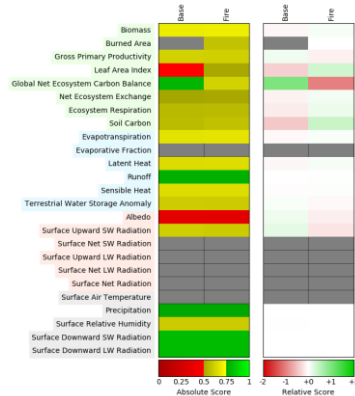 Base
Fire
Base
Fire
Biomass
Burned Area
Gross Primary Productivity
Leaf Area Index
Global Net Ecosystem Carbon Balance
Net Ecosystem Exchange
Ecosystem Respiration
Soil Carbon
Evapotranspiration
Evaporative Fraction
Latent Heat
Runoff
Sensible Heat
Terrestrial Water Storage Anomaly
Albedo
Surface Upward SW Radiation
Surface Net SW Radiation
Surface Upward LW Radiation
Surface Net LW Radiation
Surface Net Radiation
Surface Air Temperature
Precipitation
Surface Relative Humidity
Surface Downward SW Radiation
Surface Downward LW Radiation
0 0.25 0.5 0.75 1
Absolute Score
-2 -1 +0 +1
Relative Score